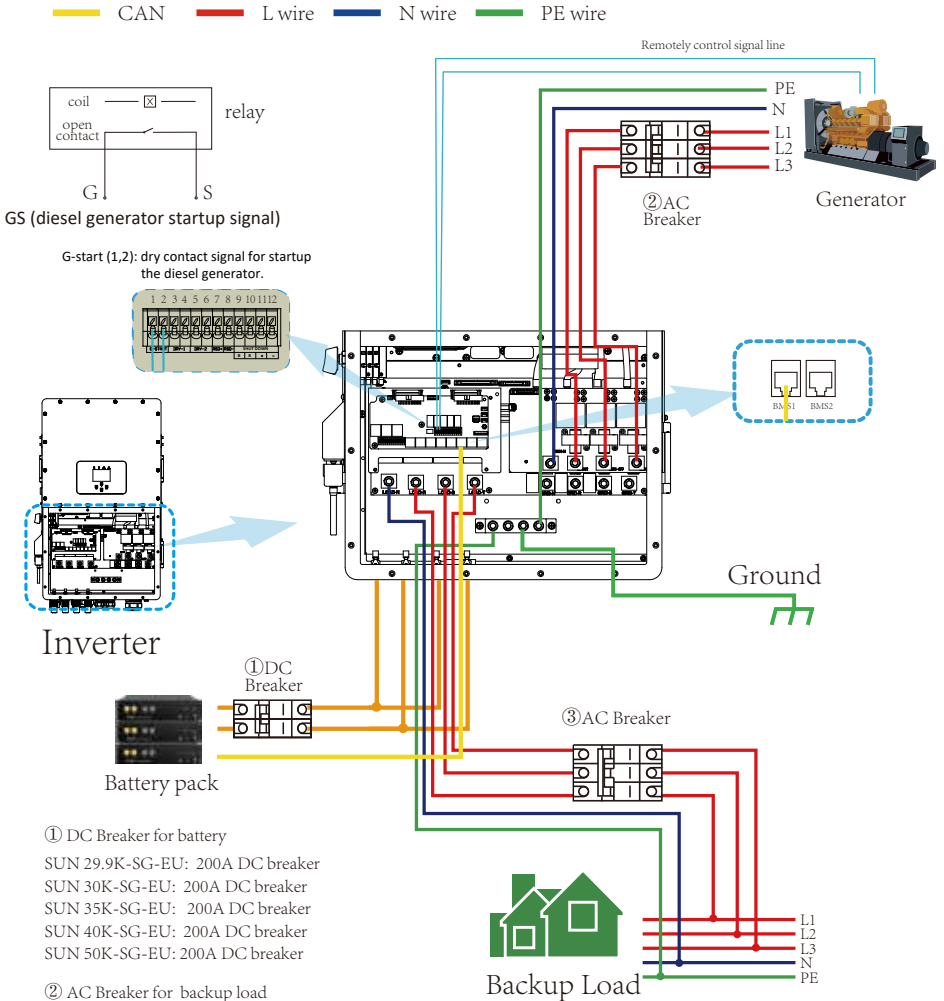 CAN L wire N wire PE wire
Remotely control signal line
coil X
open
contact
relay
G S
GS (diesel generator startup signal)
PE
N
L1
L2
L3
②AC
Breaker
Generator
G-start (1,2): dry contact signal for startup
the diesel generator.
1 2 3 4 5 6 7 8 9 10 11 12
BMS1 BMS2
Ground
Inverter
①DC
Breaker
③AC Breaker
Battery pack
① DC Breaker for battery
SUN 29.9K-SG-EU: 200A DC breaker
SUN 30K-SG-EU: 200A DC breaker
SUN 35K-SG-EU: 200A DC breaker
SUN 40K-SG-EU: 200A DC breaker
SUN 50K-SG-EU: 200A DC breaker
② AC Breaker for backup load
Backup Load
L1
L2
L3
N
PE